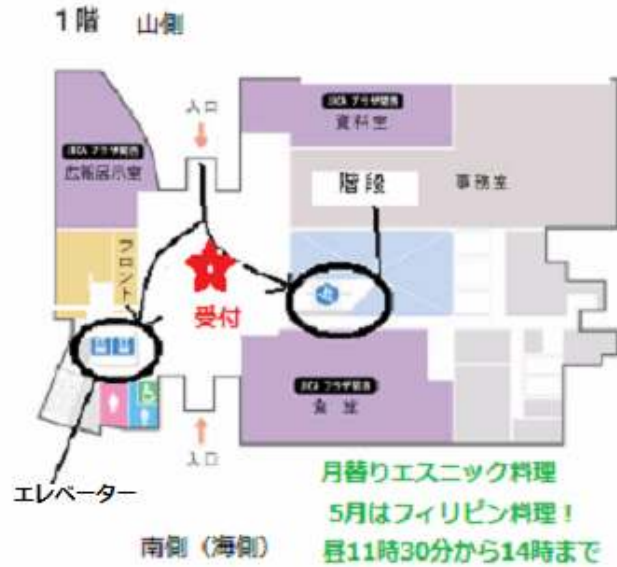 1階 山側
入口
JICA プラザ関西
資料室
JICA プラザ関西
広報展示室
階段
事務室
フロント
受付
JICA プラザ関西
食堂
入口
エレベーター
月替りエスニック料理
5月はフィリピン料理!
南側(海側)
昼11時30分から14時まで